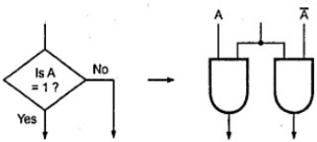 Is A
= 1 ?
No
Yes
A
A̅